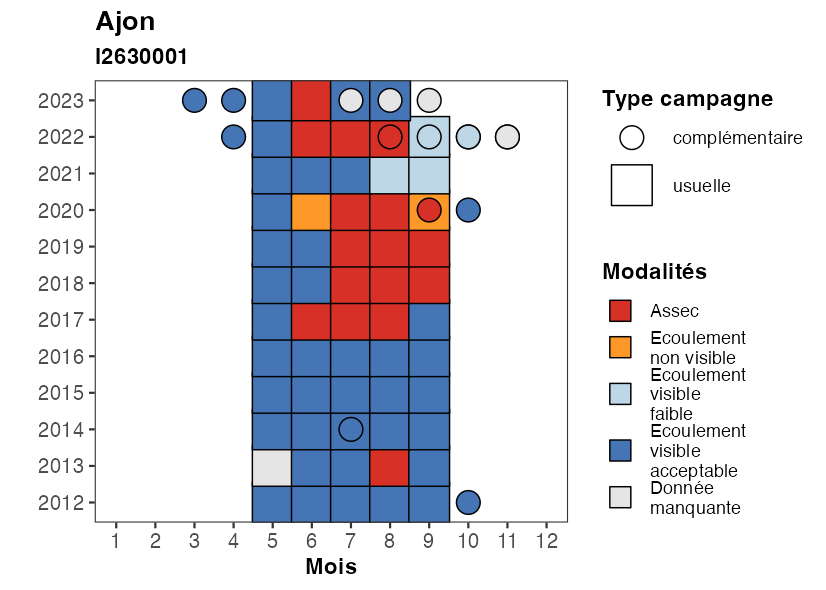 Ajon
I2630001
2023
2022
2021
2020
2019
2018
2017
2016
2015
2014
2013
2012
1 2 3 4 5 6 7 8 9 10 11 12
Mois
Type campagne
complémentaire
usuelle
Modalités
Assec
Ecoulement
non visible
Ecoulement
visible
faible
Ecoulement
visible
acceptable
Donnée
manquante